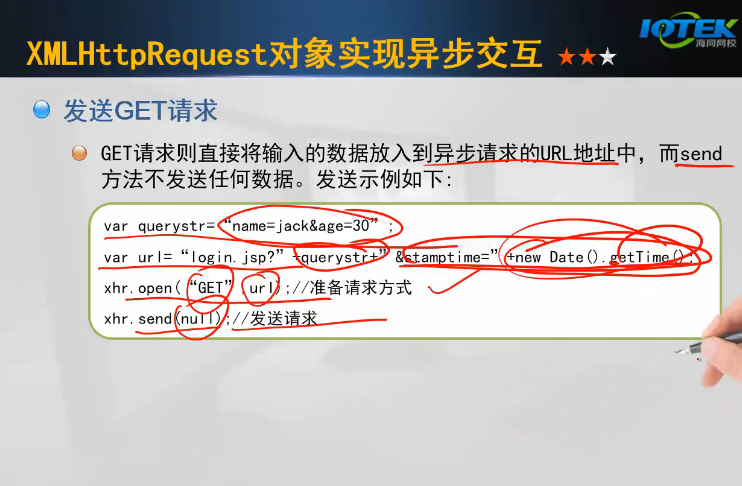 IOTEK
海同网校
XMLHttpRequest对象实现异步交互
发送GET请求
GET请求则直接将输入的数据放入到异步请求的URL地址中，而send
方法不发送任何数据。发送示例如下:
var querystr=“name=jack&age=30”;
var url=“login.jsp?”+querystr+”&stamptime=”+new Date().getTime();
xhr.open(“GET” url);//准备请求方式
xhr.send(null);//发送请求